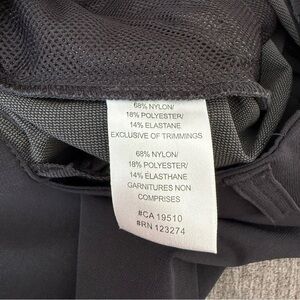 68% NYLON/
18% POLYESTER/
14% ELASTANE
EXCLUSIVE OF TRIMMINGS
68% NYLON/
18% POLYESTER/
14% ÉLASTHANE
GARNITURES NON
COMPRISES
#CA 19510
#RN 123274